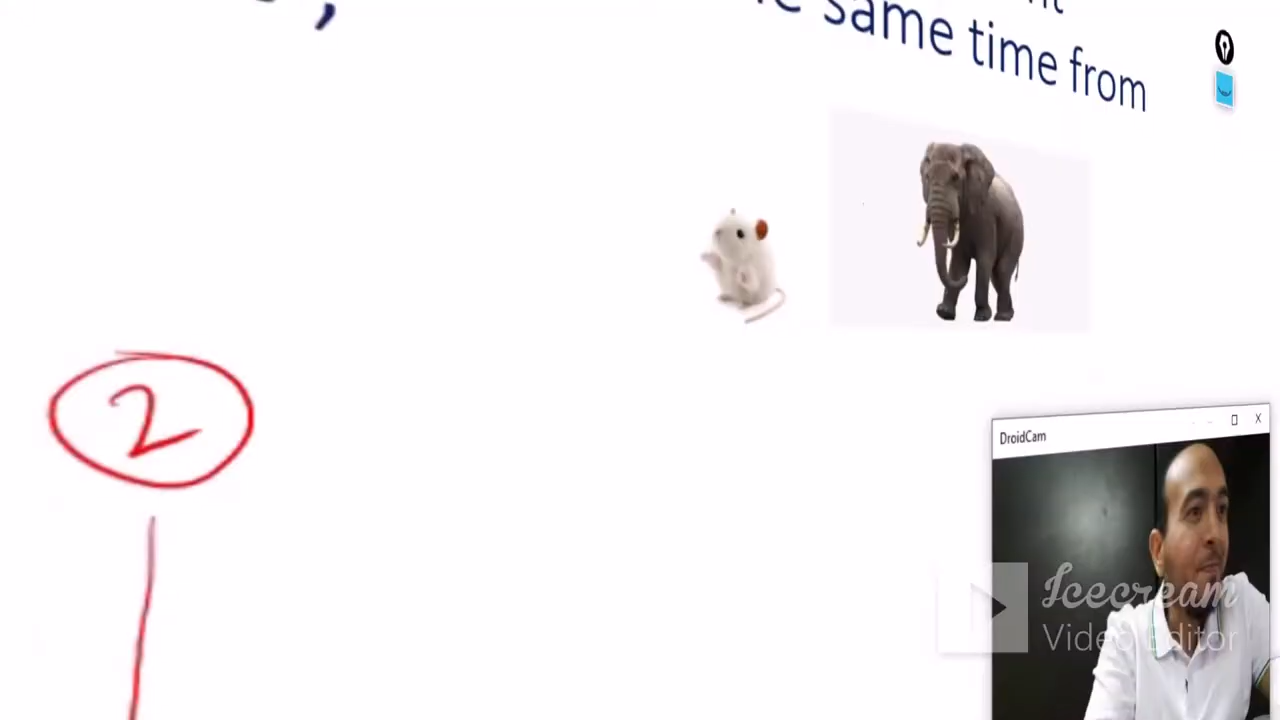 same time from
2
DroidCam
Icecream
Video Editor